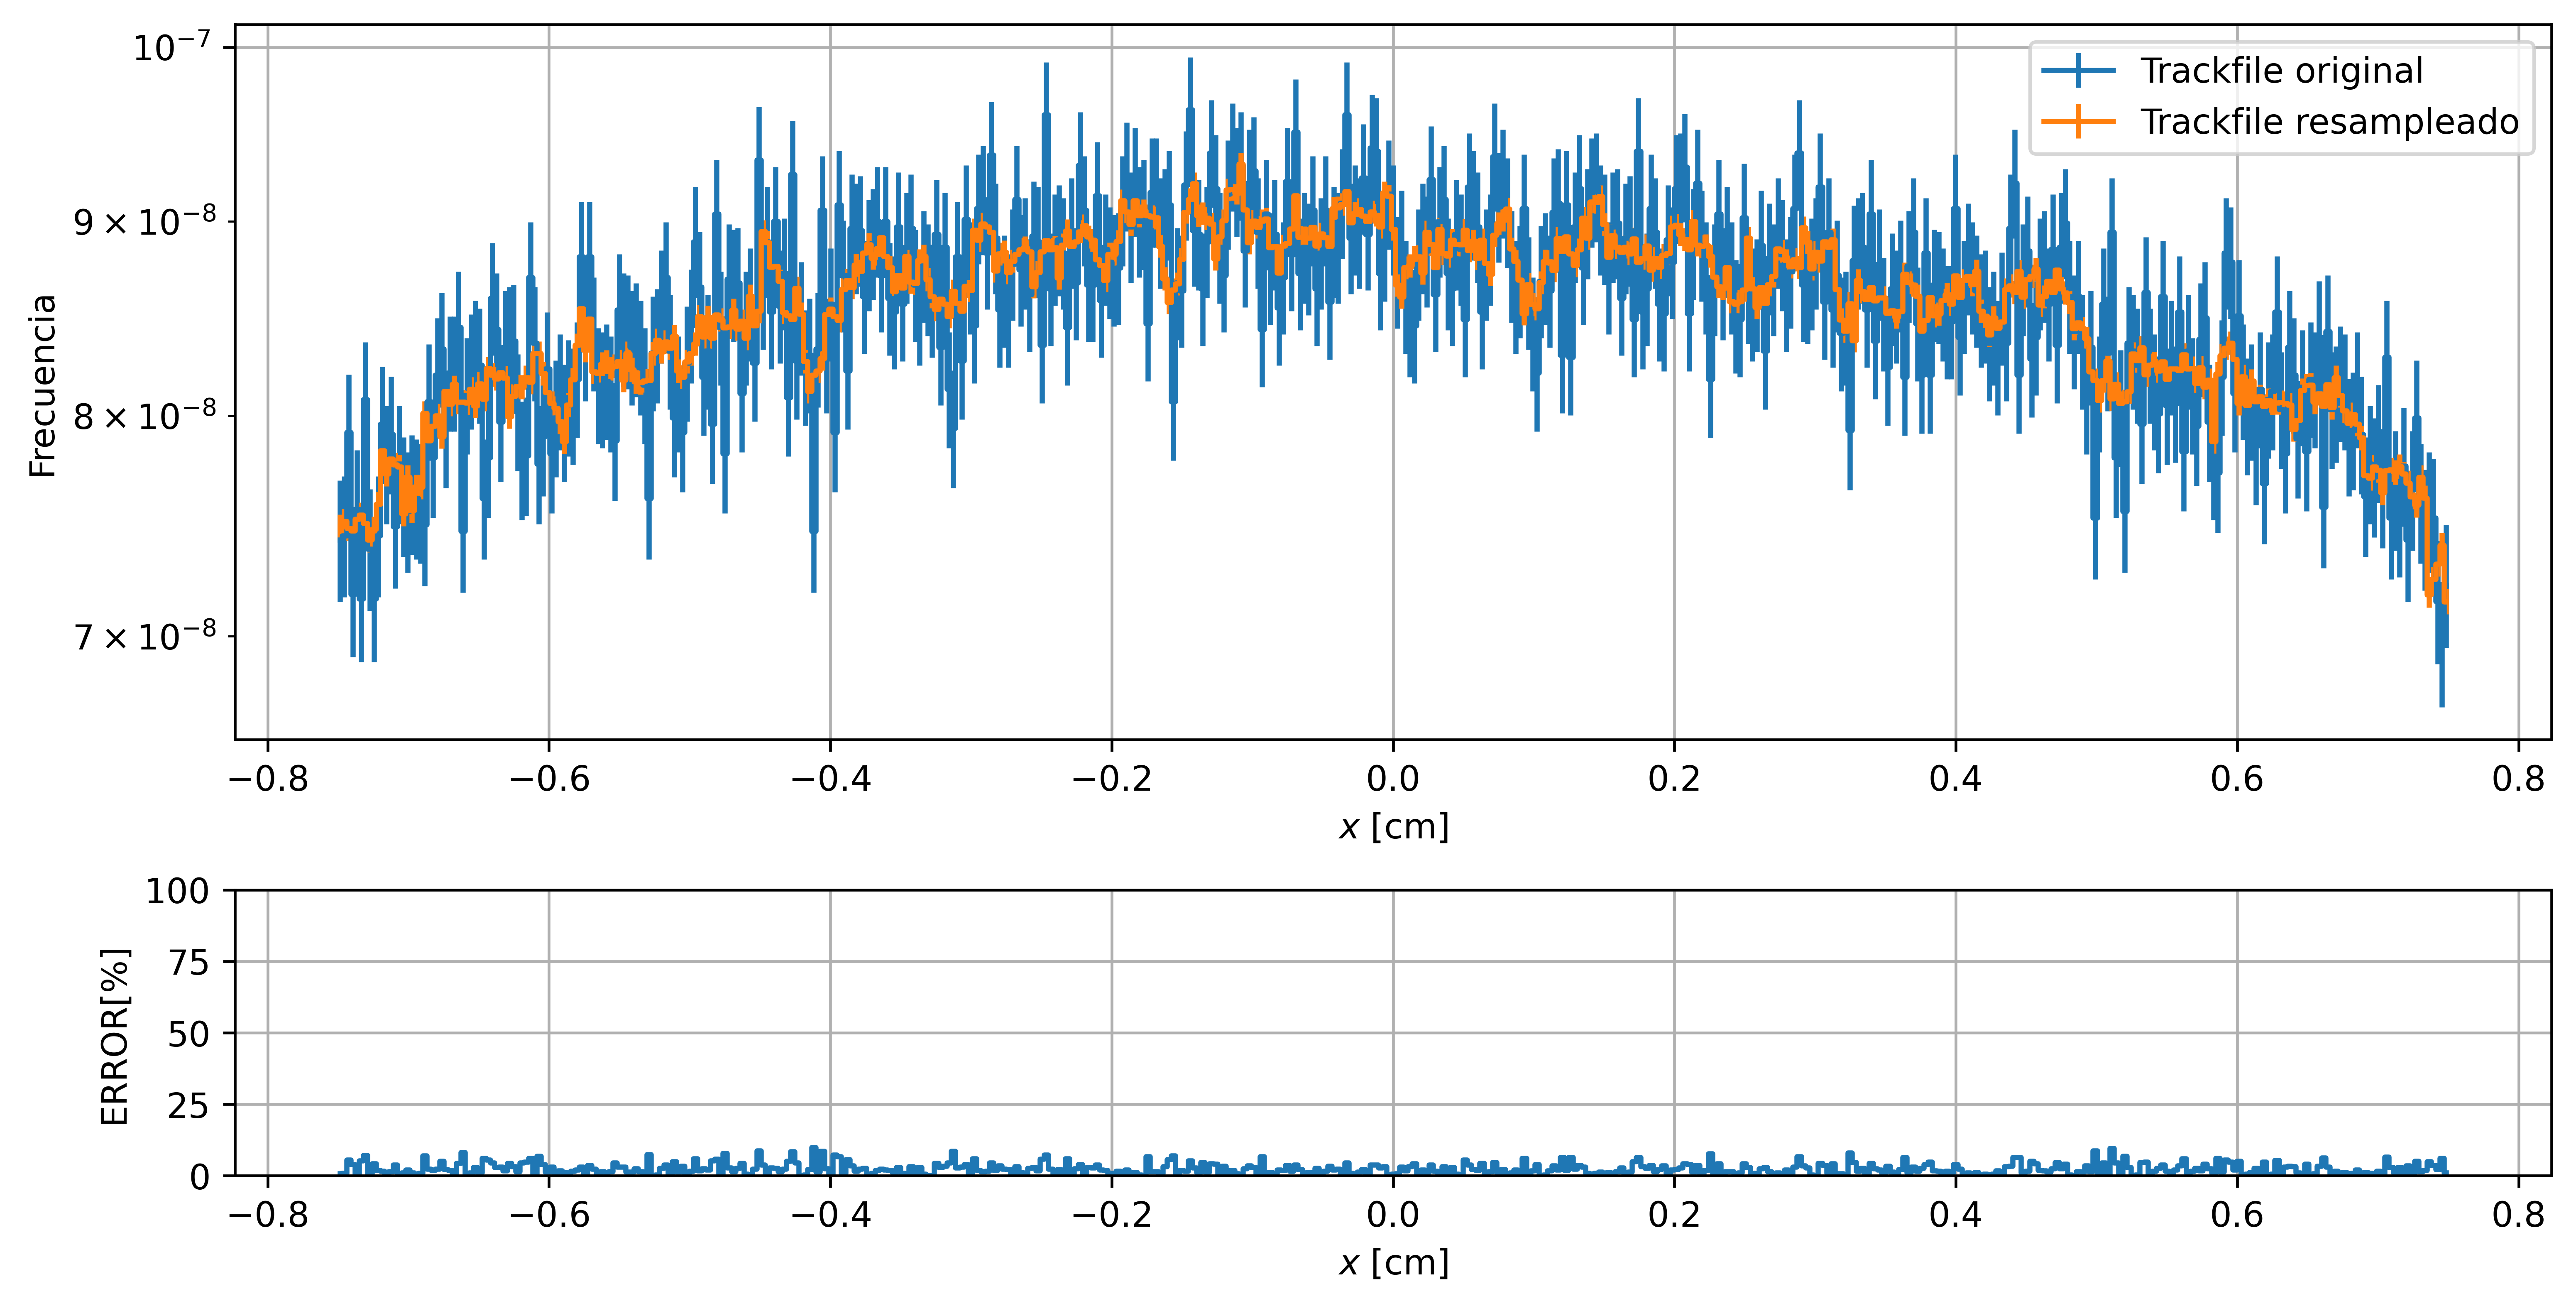 Frecuencia
10⁻⁷
9 × 10⁻⁸
8 × 10⁻⁸
7 × 10⁻⁸
Trackfile original
Trackfile resampleado
−0.8 −0.6 −0.4 −0.2 0.0 0.2 0.4 0.6 0.8
x [cm]
ERROR[%]
100
75
50
25
0
−0.8 −0.6 −0.4 −0.2 0.0 0.2 0.4 0.6 0.8
x [cm]